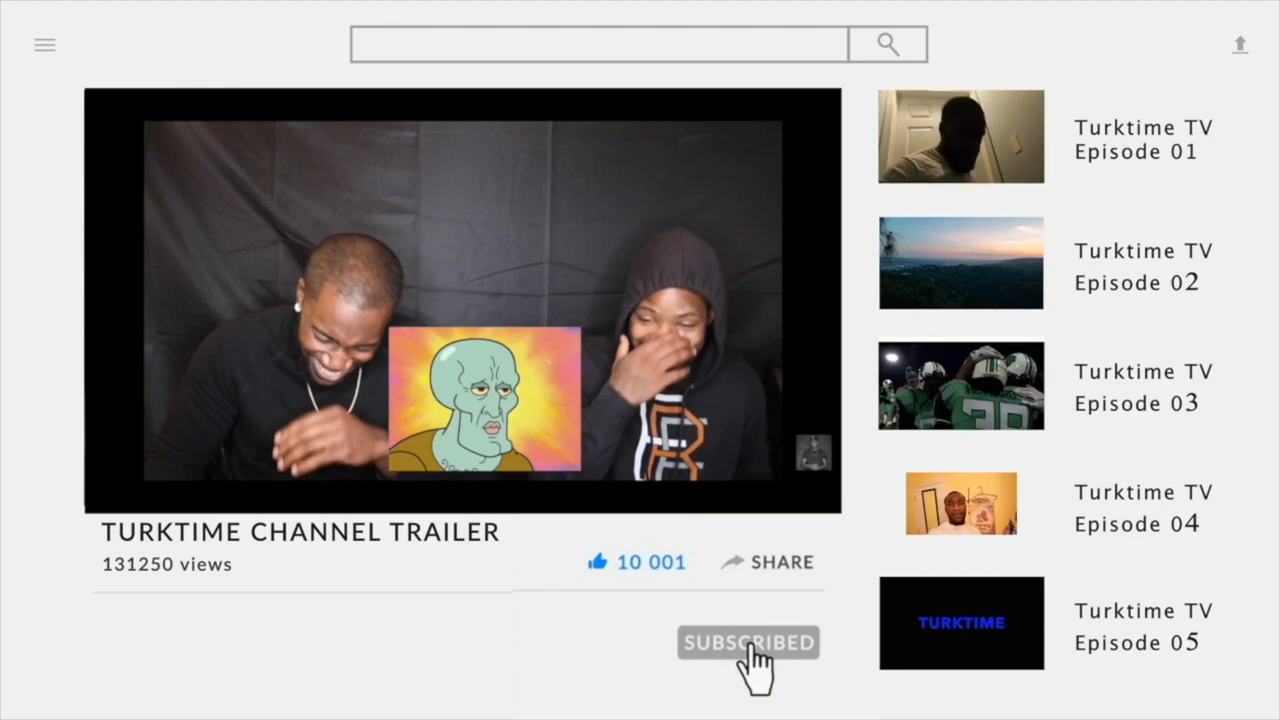 TURKTIME CHANNEL TRAILER
131250 views
10 001
SHARE
SUBSCRIBED
Turktime TV
Episode 01
Turktime TV
Episode 02
Turktime TV
Episode 03
Turktime TV
Episode 04
TURKTIME
Turktime TV
Episode 05